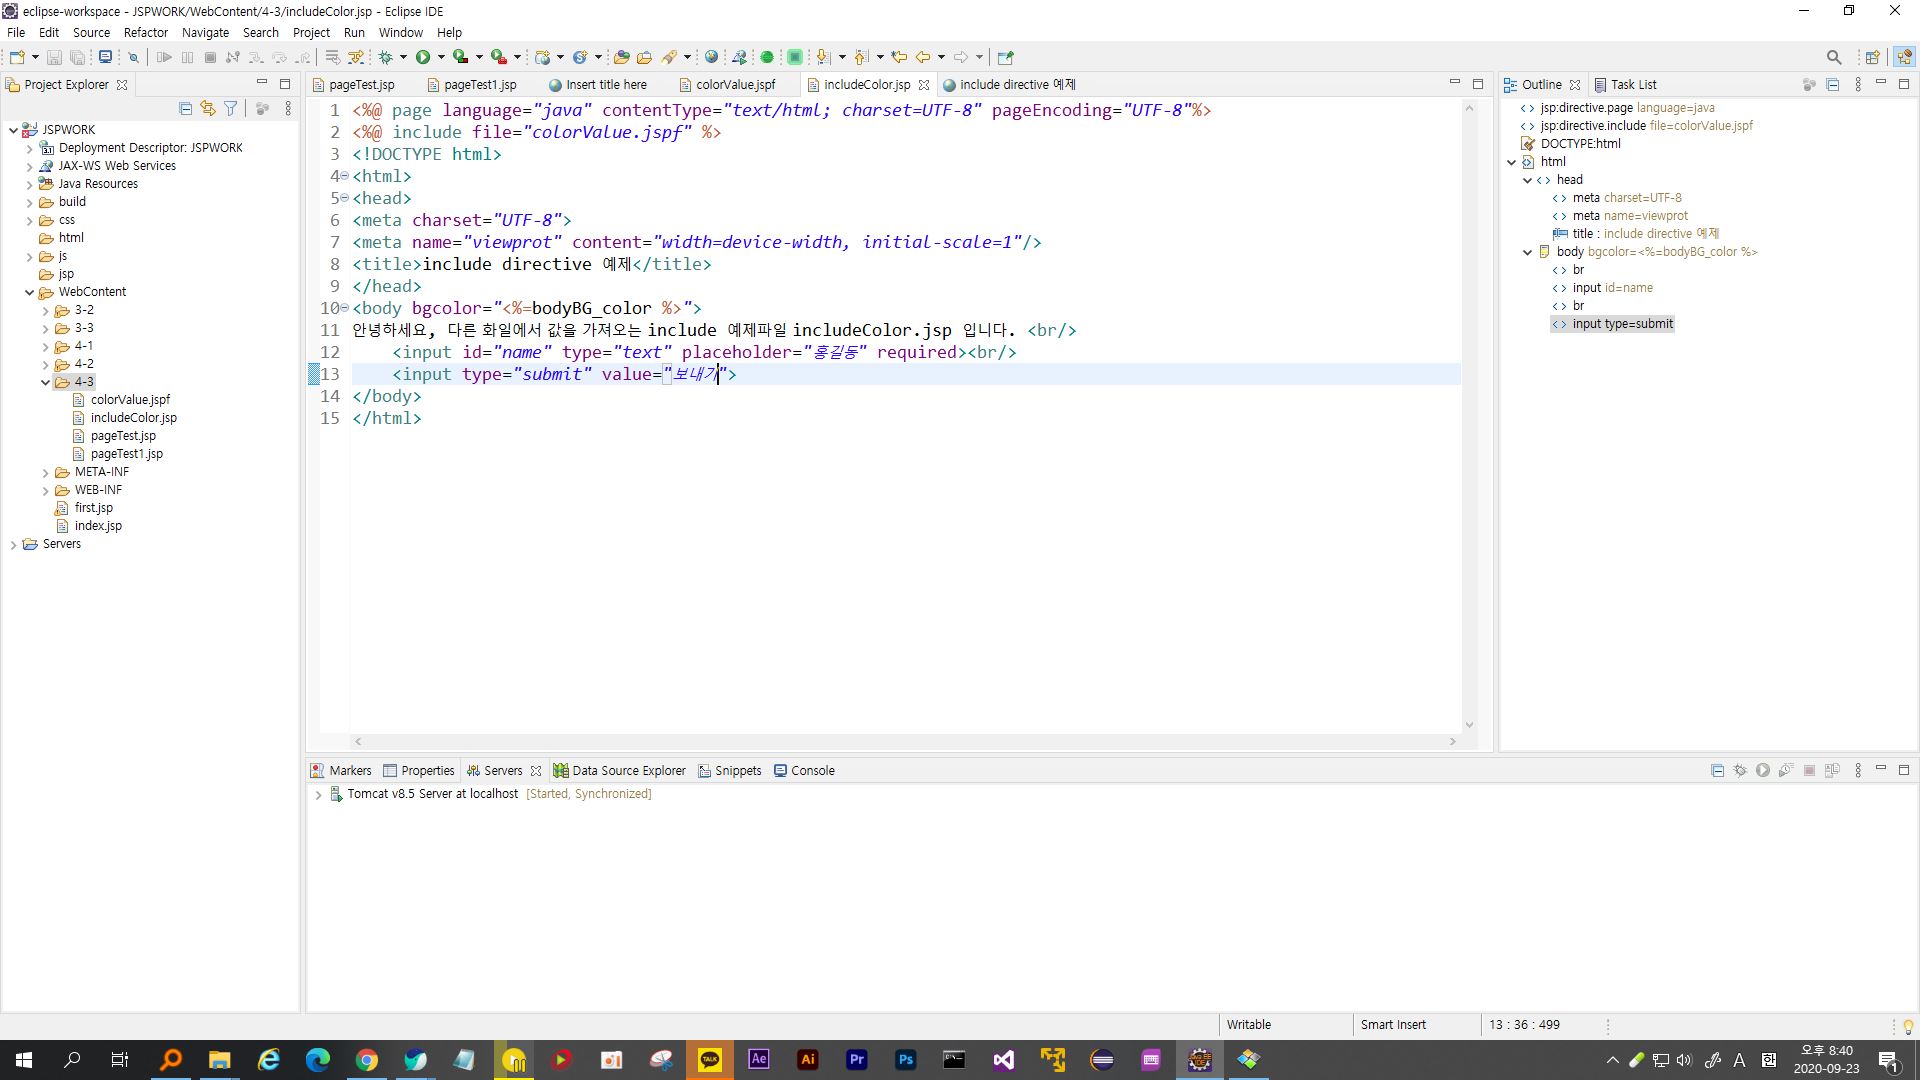 eclipse-workspace - JSPWORK/WebContent/4-3/includeColor.jsp - Eclipse IDE
File Edit Source Refactor Navigate Search Project Run Window Help
Project Explorer
JSPWORK
Deployment Descriptor: JSPWORK
JAX-WS Web Services
Java Resources
build
css
html
js
jsp
WebContent
3-2
3-3
4-1
4-2
4-3
colorValue.jspf
includeColor.jsp
pageTest.jsp
pageTest1.jsp
META-INF
WEB-INF
first.jsp
index.jsp
Servers
pageTest.jsp pageTest1.jsp Insert title here colorValue.jspf includeColor.jsp include directive 예제
1 <%@ page language="java" contentType="text/html; charset=UTF-8" pageEncoding="UTF-8"%>
2 <%@ include file="colorValue.jspf" %>
3 <!DOCTYPE html>
4 <html>
5 <head>
6 <meta charset="UTF-8">
7 <meta name="viewprot" content="width=device-width, initial-scale=1"/>
8 <title>include directive 예제</title>
9 </head>
10 <body bgcolor="<%=bodyBG_color %>">
11 안녕하세요, 다른 화일에서 값을 가져오는 include 예제파일 includeColor.jsp 입니다. <br/>
12 <input id="name" type="text" placeholder="홍길동" required><br/>
13 <input type="submit" value="보내기">
14 </body>
15 </html>
Outline Task List
jsp:directive.page language=java
jsp:directive.include file=colorValue.jspf
DOCTYPE:html
html
head
meta charset=UTF-8
meta name=viewprot
title : include directive 예제
body bgcolor=<%=bodyBG_color %>
br
input id=name
br
input type=submit
Markers Properties Servers Data Source Explorer Snippets Console
Tomcat v8.5 Server at localhost [Started, Synchronized]
Writable Smart Insert 13 : 36 : 499
TALK Ae Ai Pr Ps
A 오후 8:40
2020-09-23
1